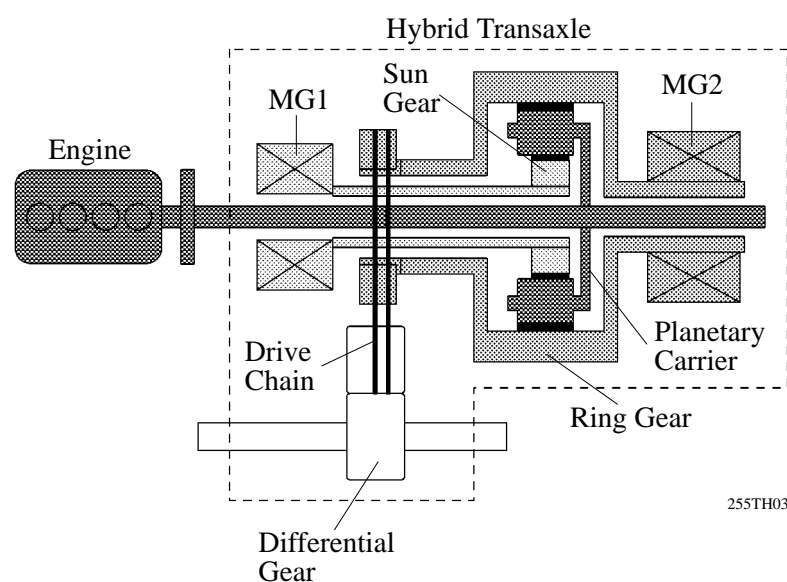 Hybrid Transaxle
Sun
Gear
MG1
MG2
Engine
Drive
Chain
Planetary
Carrier
Ring Gear
Differential
Gear
255TH03